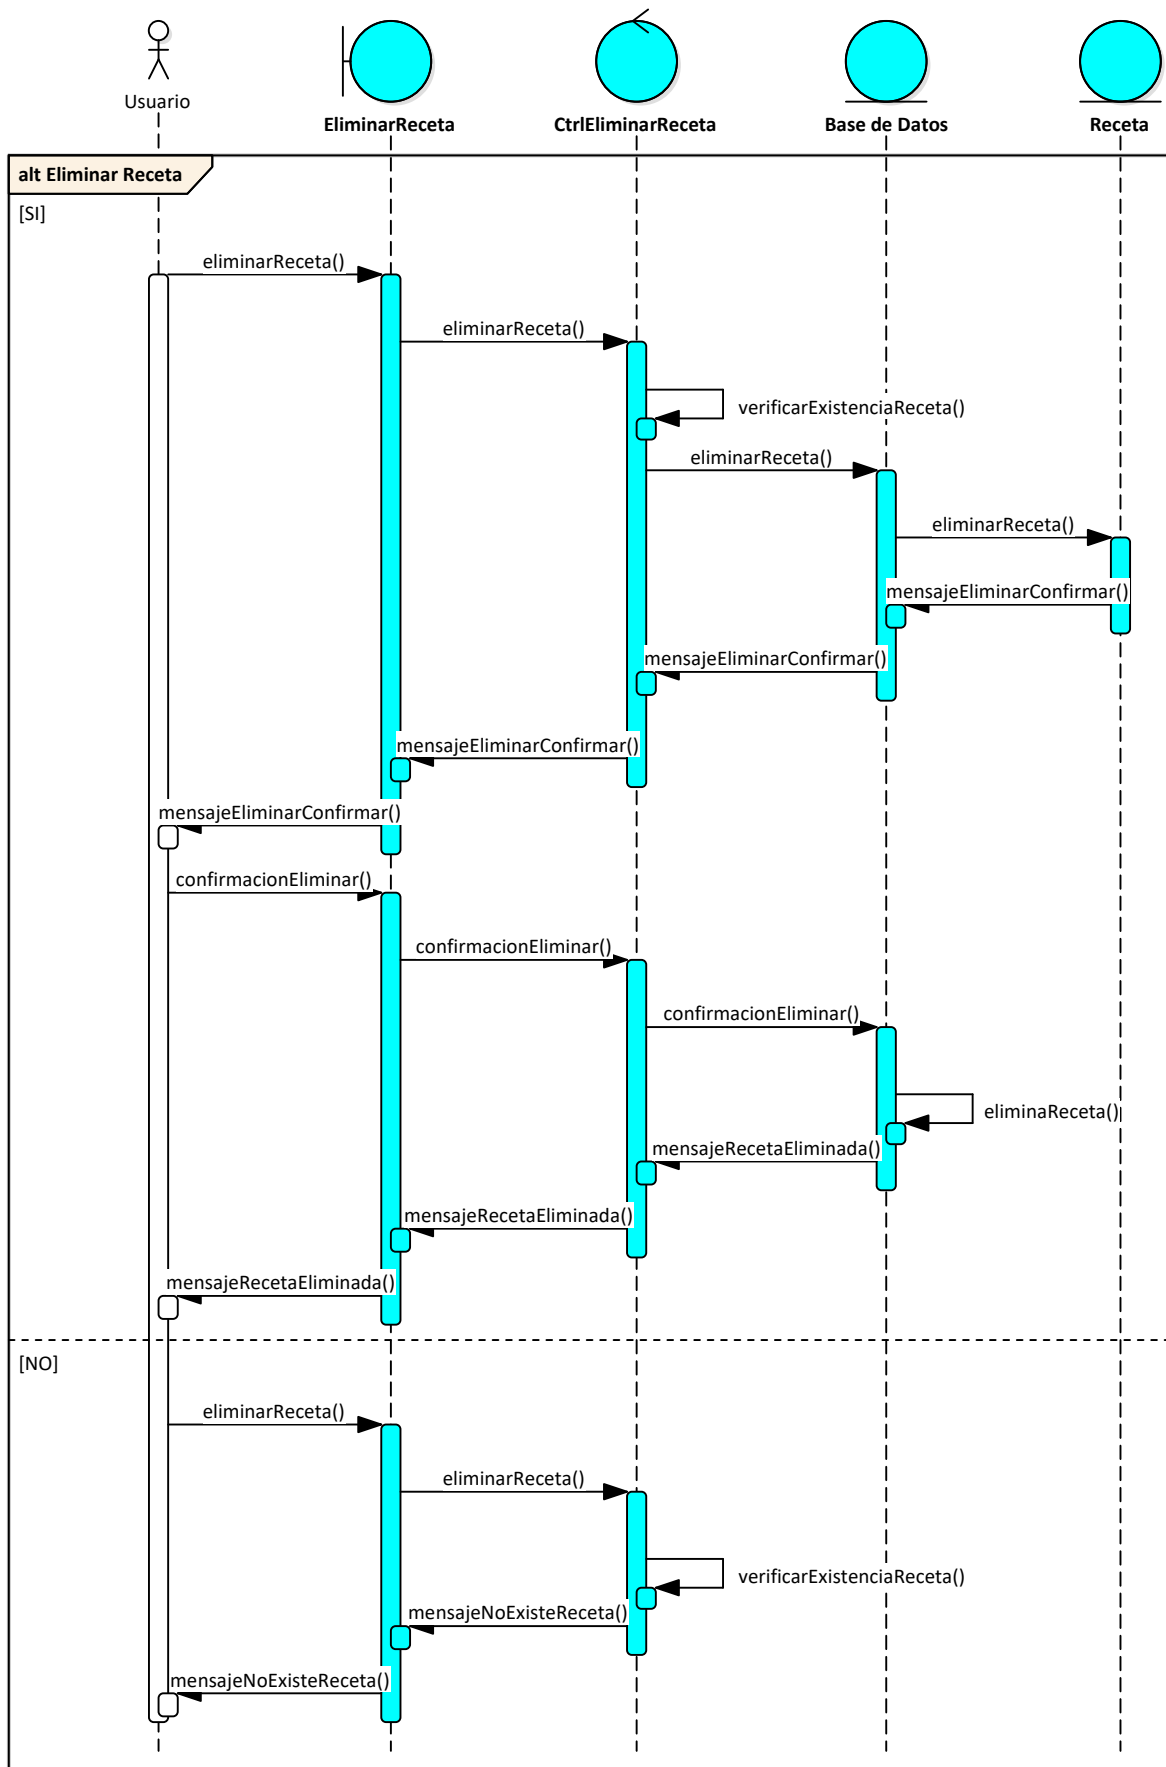 Usuario
EliminarReceta
CtrlEliminarReceta
Base de Datos
Receta
alt Eliminar Receta
[SI]
eliminarReceta()
eliminarReceta()
verificarExistenciaReceta()
eliminarReceta()
eliminarReceta()
mensajeEliminarConfirmar()
mensajeEliminarConfirmar()
mensajeEliminarConfirmar()
mensajeEliminarConfirmar()
confirmacionEliminar()
confirmacionEliminar()
confirmacionEliminar()
eliminaReceta()
mensajeRecetaEliminada()
mensajeRecetaEliminada()
mensajeRecetaEliminada()
[NO]
eliminarReceta()
eliminarReceta()
verificarExistenciaReceta()
mensajeNoExisteReceta()
mensajeNoExisteReceta()